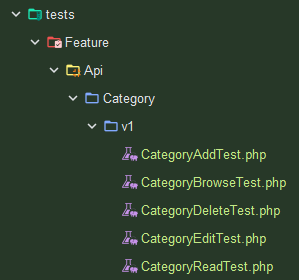 tests
Feature
Api
Category
v1
CategoryAddTest.php
CategoryBrowseTest.php
CategoryDeleteTest.php
CategoryEditTest.php
CategoryReadTest.php